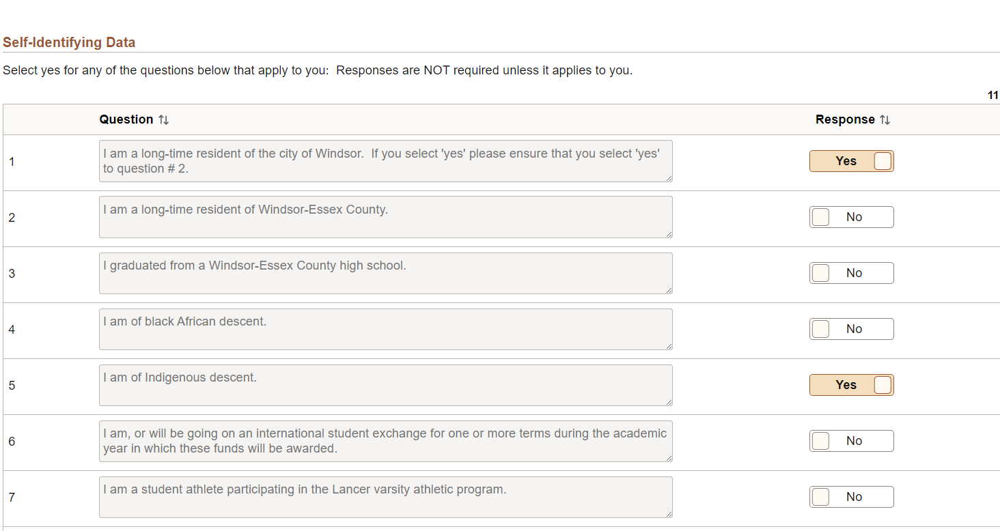 Self-Identifying Data
Select yes for any of the questions below that apply to you:  Responses are NOT required unless it applies to you.
11
Question
Response
1
I am a long-time resident of the city of Windsor.  If you select 'yes' please ensure that you select 'yes'
to question # 2.
Yes
2
I am a long-time resident of Windsor-Essex County.
No
3
I graduated from a Windsor-Essex County high school.
No
4
I am of black African descent.
No
5
I am of Indigenous descent.
Yes
6
I am, or will be going on an international student exchange for one or more terms during the academic
year in which these funds will be awarded.
No
7
I am a student athlete participating in the Lancer varsity athletic program.
No